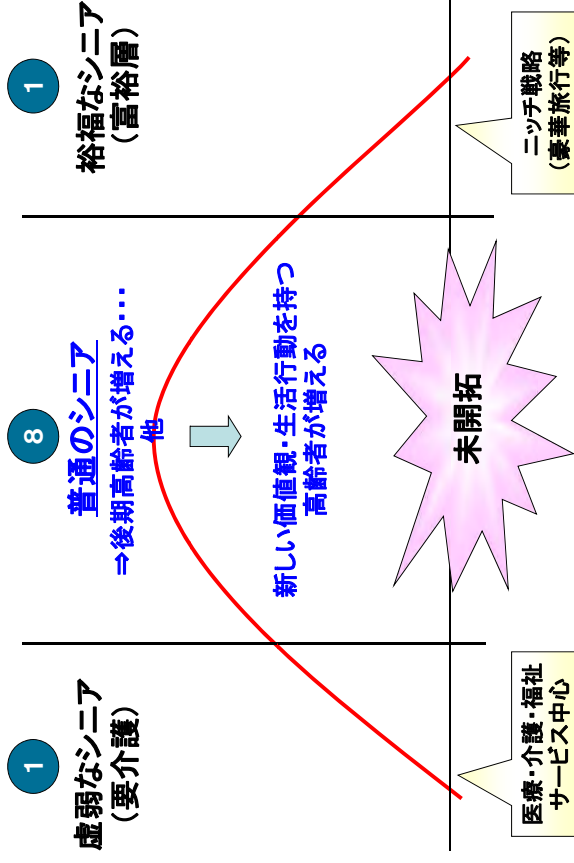 1
虚弱なシニア
（要介護）
8
普通のシニア
⇒後期高齢者が増える・・・
他
1
裕福なシニア
（富裕層）
新しい価値観・生活行動を持つ
高齢者が増える
未開拓
医療・介護・福祉
サービス中心
ニッチ戦略
（豪華旅行等）